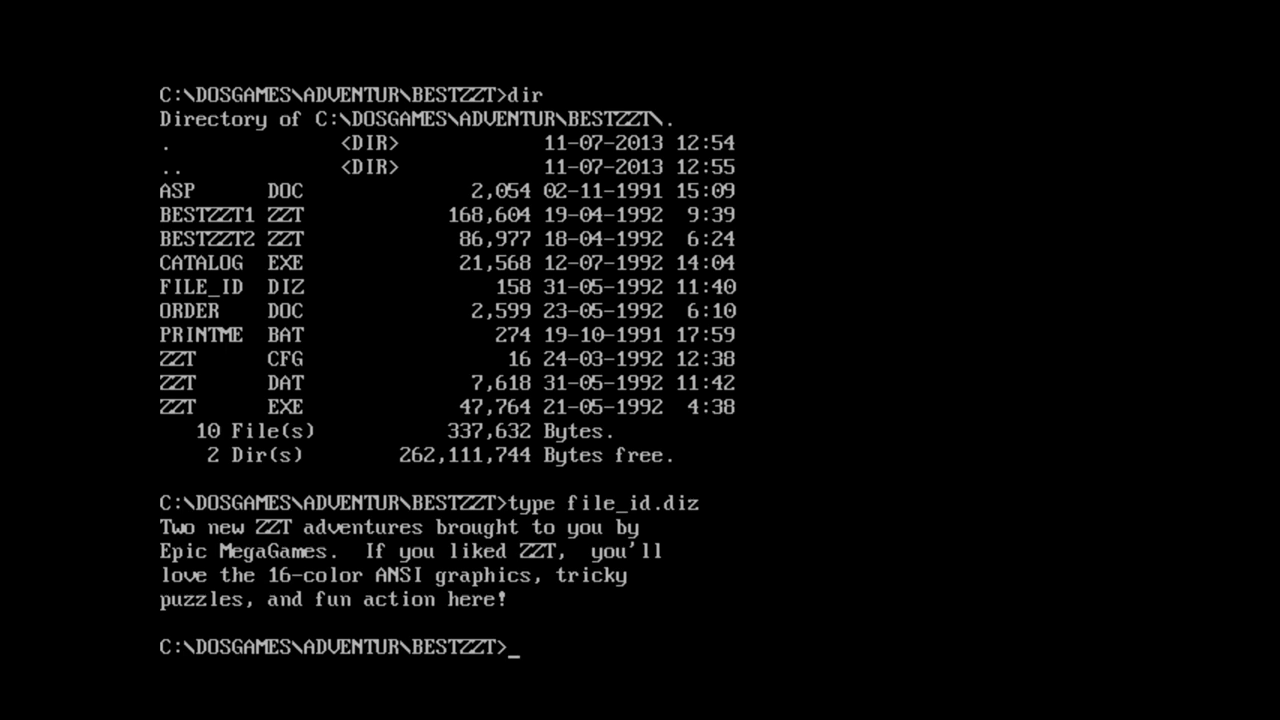 C:\DOSGAMES\ADVENTUR\BESTZZT>dir
Directory of C:\DOSGAMES\ADVENTUR\BESTZZT\.
. <DIR> 11-07-2013 12:54
.. <DIR> 11-07-2013 12:55
ASP DOC 2,054 02-11-1991 15:09
BESTZZT1 ZZT 168,604 19-04-1992 9:39
BESTZZT2 ZZT 86,977 18-04-1992 6:24
CATALOG EXE 21,568 12-07-1992 14:04
FILE_ID DIZ 158 31-05-1992 11:40
ORDER DOC 2,599 23-05-1992 6:10
PRINTME BAT 274 19-10-1991 17:59
ZZT CFG 16 24-03-1992 12:38
ZZT DAT 7,618 31-05-1992 11:42
ZZT EXE 47,764 21-05-1992 4:38
10 File(s) 337,632 Bytes.
2 Dir(s) 262,111,744 Bytes free.
C:\DOSGAMES\ADVENTUR\BESTZZT>type file_id.diz
Two new ZZT adventures brought to you by
Epic MegaGames.  If you liked ZZT,  you'll
love the 16-color ANSI graphics, tricky
puzzles, and fun action here!
C:\DOSGAMES\ADVENTUR\BESTZZT>_